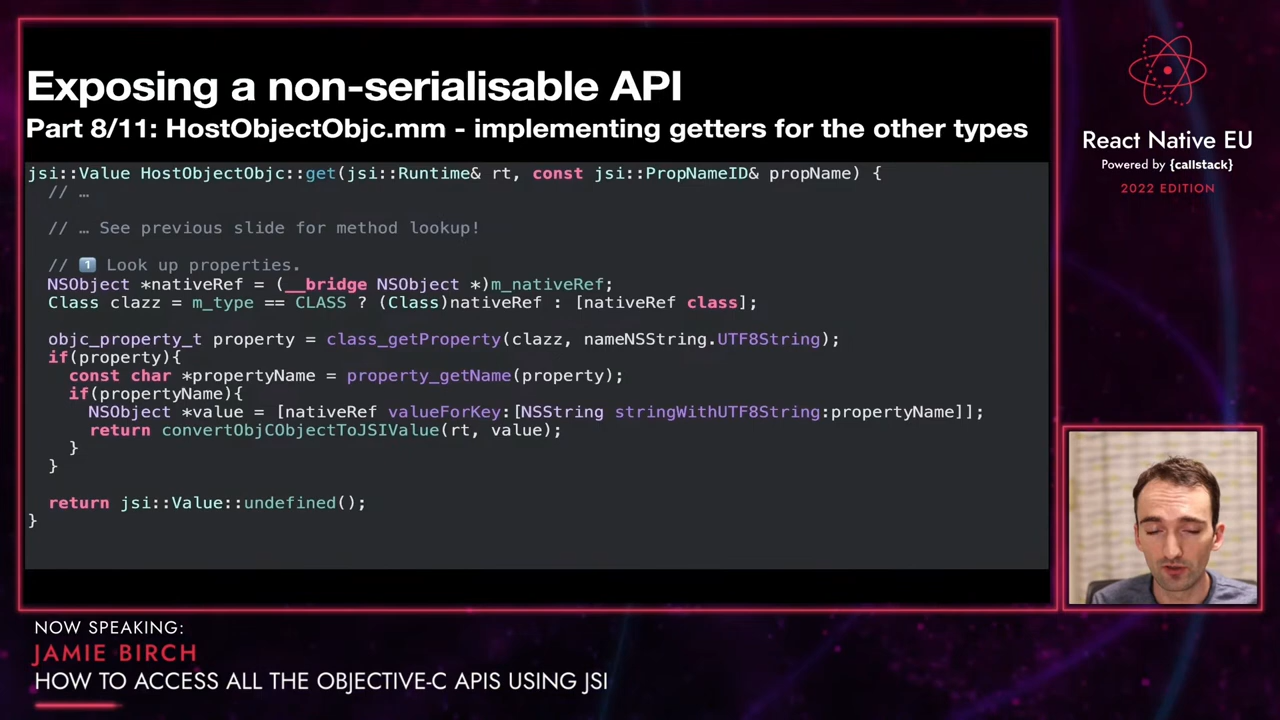 Exposing a non-serialisable API
Part 8/11: HostObjectObjc.mm - implementing getters for the other types
jsi::Value HostObjectObjc::get(jsi::Runtime& rt, const jsi::PropNameID& propName) {
  // …
  // … See previous slide for method lookup!
  // 1️⃣ Look up properties.
  NSObject *nativeRef = (__bridge NSObject *)m_nativeRef;
  Class clazz = m_type == CLASS ? (Class)nativeRef : [nativeRef class];
  objc_property_t property = class_getProperty(clazz, nameNSString.UTF8String);
  if(property){
    const char *propertyName = property_getName(property);
    if(propertyName){
      NSObject *value = [nativeRef valueForKey:[NSString stringWithUTF8String:propertyName]];
      return convertObjCObjectToJSIValue(rt, value);
    }
  }
  return jsi::Value::undefined();
}
React Native EU
Powered by {callstack}
2022 EDITION
NOW SPEAKING:
JAMIE BIRCH
HOW TO ACCESS ALL THE OBJECTIVE-C APIS USING JSI